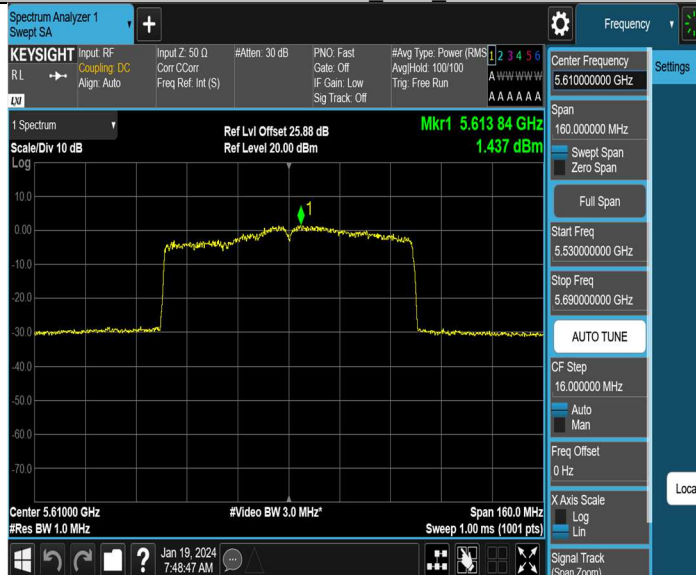 Spectrum Analyzer 1
Swept SA
Frequency
KEYSIGHT
RL
LXI
Input: RF
Coupling: DC
Align: Auto
Input Z: 50 Ω
Corr CCorr
Freq Ref: Int (S)
#Atten: 30 dB
PNO: Fast
Gate: Off
IF Gain: Low
Sig Track: Off
#Avg Type: Power (RMS
Avg|Hold: 100/100
Trig: Free Run
1 2 3 4 5 6
A W W W W W
A A A A A A
1 Spectrum
Scale/Div 10 dB
Log
Ref Lvl Offset 25.88 dB
Ref Level 20.00 dBm
Mkr1 5.613 84 GHz
1.437 dBm
10.0
0.00
-10.0
-20.0
-30.0
-40.0
-50.0
-60.0
-70.0
1
Center 5.61000 GHz
#Res BW 1.0 MHz
#Video BW 3.0 MHz*
Span 160.0 MHz
Sweep 1.00 ms (1001 pts)
Jan 19, 2024
7:48:47 AM
Center Frequency
5.610000000 GHz
Settings
Span
160.000000 MHz
Swept Span
Zero Span
Full Span
Start Freq
5.530000000 GHz
Stop Freq
5.690000000 GHz
AUTO TUNE
CF Step
16.000000 MHz
Auto
Man
Freq Offset
0 Hz
X Axis Scale
Log
Lin
Loca
Signal Track
(Span Zoom)